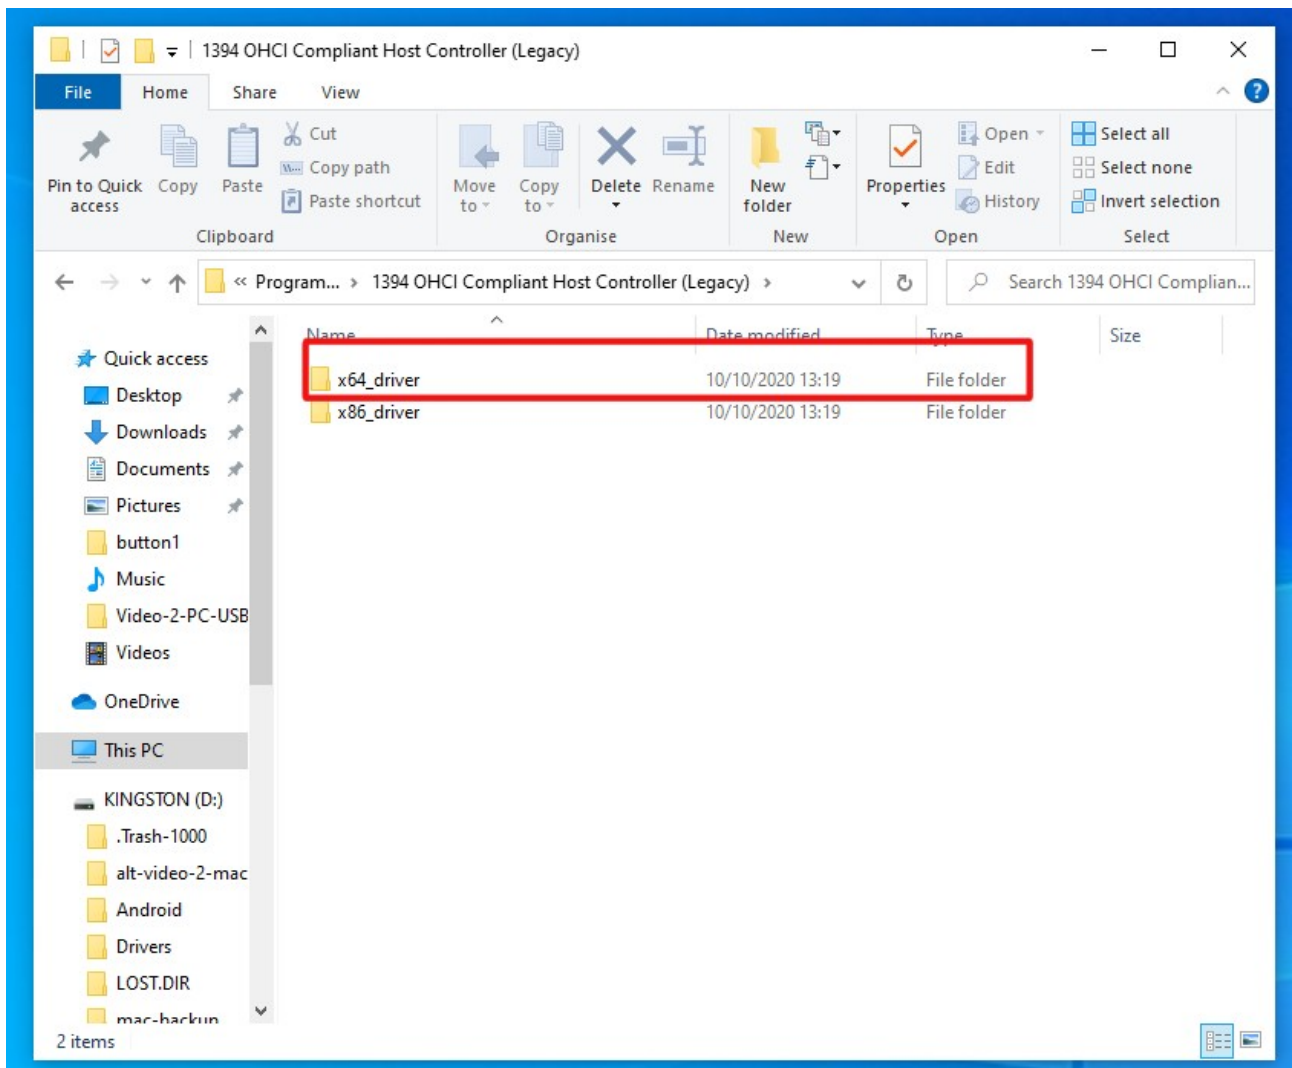 1394 OHCI Compliant Host Controller (Legacy)
File Home Share View
Pin to Quick access
Copy
Paste
Cut
Copy path
Paste shortcut
Move to
Copy to
Delete
Rename
New folder
Properties
Open
Edit
History
Select all
Select none
Invert selection
Clipboard Organise New Open Select
« Program... > 1394 OHCI Compliant Host Controller (Legacy) >
Search 1394 OHCI Complian...
Name Date modified Type Size
x64_driver 10/10/2020 13:19 File folder
x86_driver 10/10/2020 13:19 File folder
Quick access
Desktop
Downloads
Documents
Pictures
button1
Music
Video-2-PC-USB
Videos
OneDrive
This PC
KINGSTON (D:)
.Trash-1000
alt-video-2-mac
Android
Drivers
LOST.DIR
mac-backup
2 items